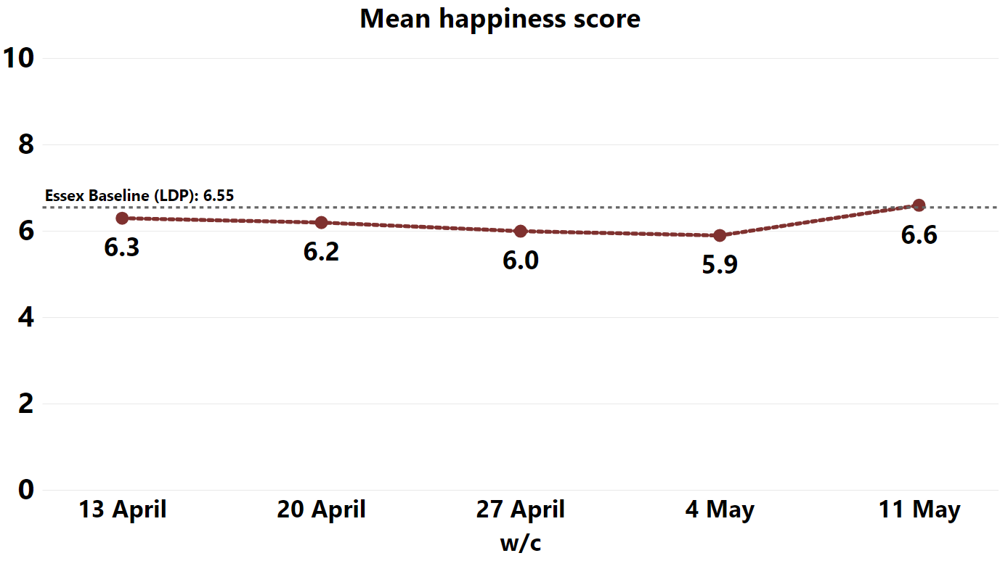 Mean happiness score
10
8
Essex Baseline (LDP): 6.55
6
6.3
6.2
6.0
5.9
6.6
4
2
0
13 April 20 April 27 April 4 May 11 May
w/c